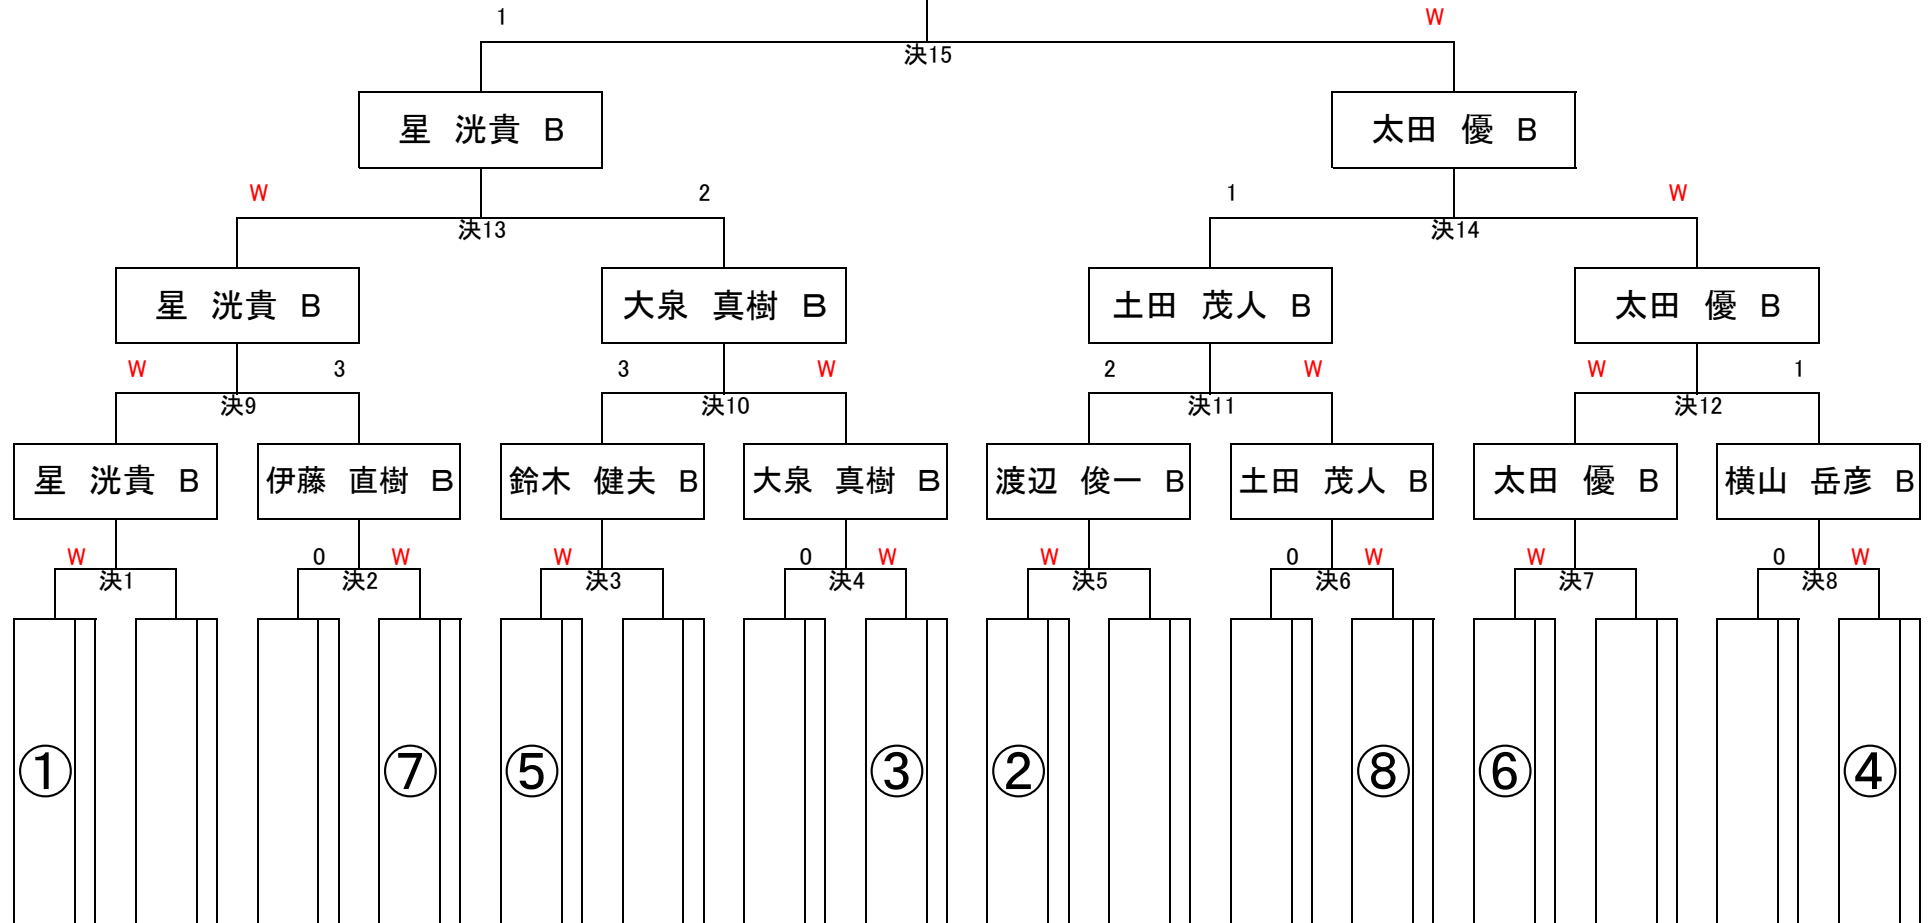 1 W
決15
星 洸貴 B 太田 優 B
W 2 1 W
決13 決14
星 洸貴 B 大泉 真樹 B 土田 茂人 B 太田 優 B
W 3 3 W 2 W W 1
決9 決10 決11 決12
星 洸貴 B 伊藤 直樹 B 鈴木 健夫 B 大泉 真樹 B 渡辺 俊一 B 土田 茂人 B 太田 優 B 横山 岳彦 B
W 0 W W 0 W W 0 W W 0 W
決1 決2 決3 決4 決5 決6 決7 決8
① ⑦ ⑤ ③ ② ⑧ ⑥ ④